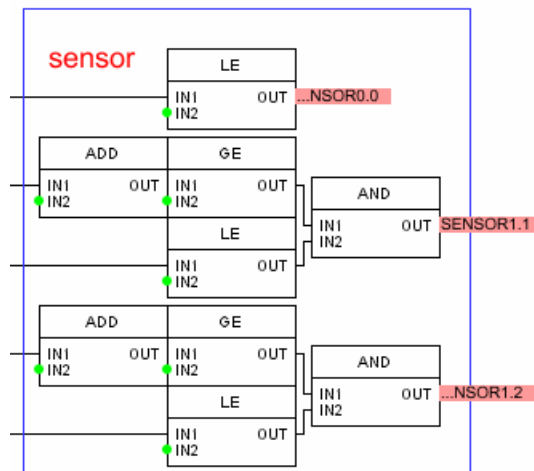 sensor
LE
IN1 OUT ...NSOR0.0
IN2
ADD GE
IN1 OUT IN1 OUT
IN2 IN2
AND
IN1 OUT SENSOR1.1
IN2
LE
IN1 OUT
IN2
ADD GE
IN1 OUT IN1 OUT
IN2 IN2
AND
IN1 OUT ...NSOR1.2
IN2
LE
IN1 OUT
IN2